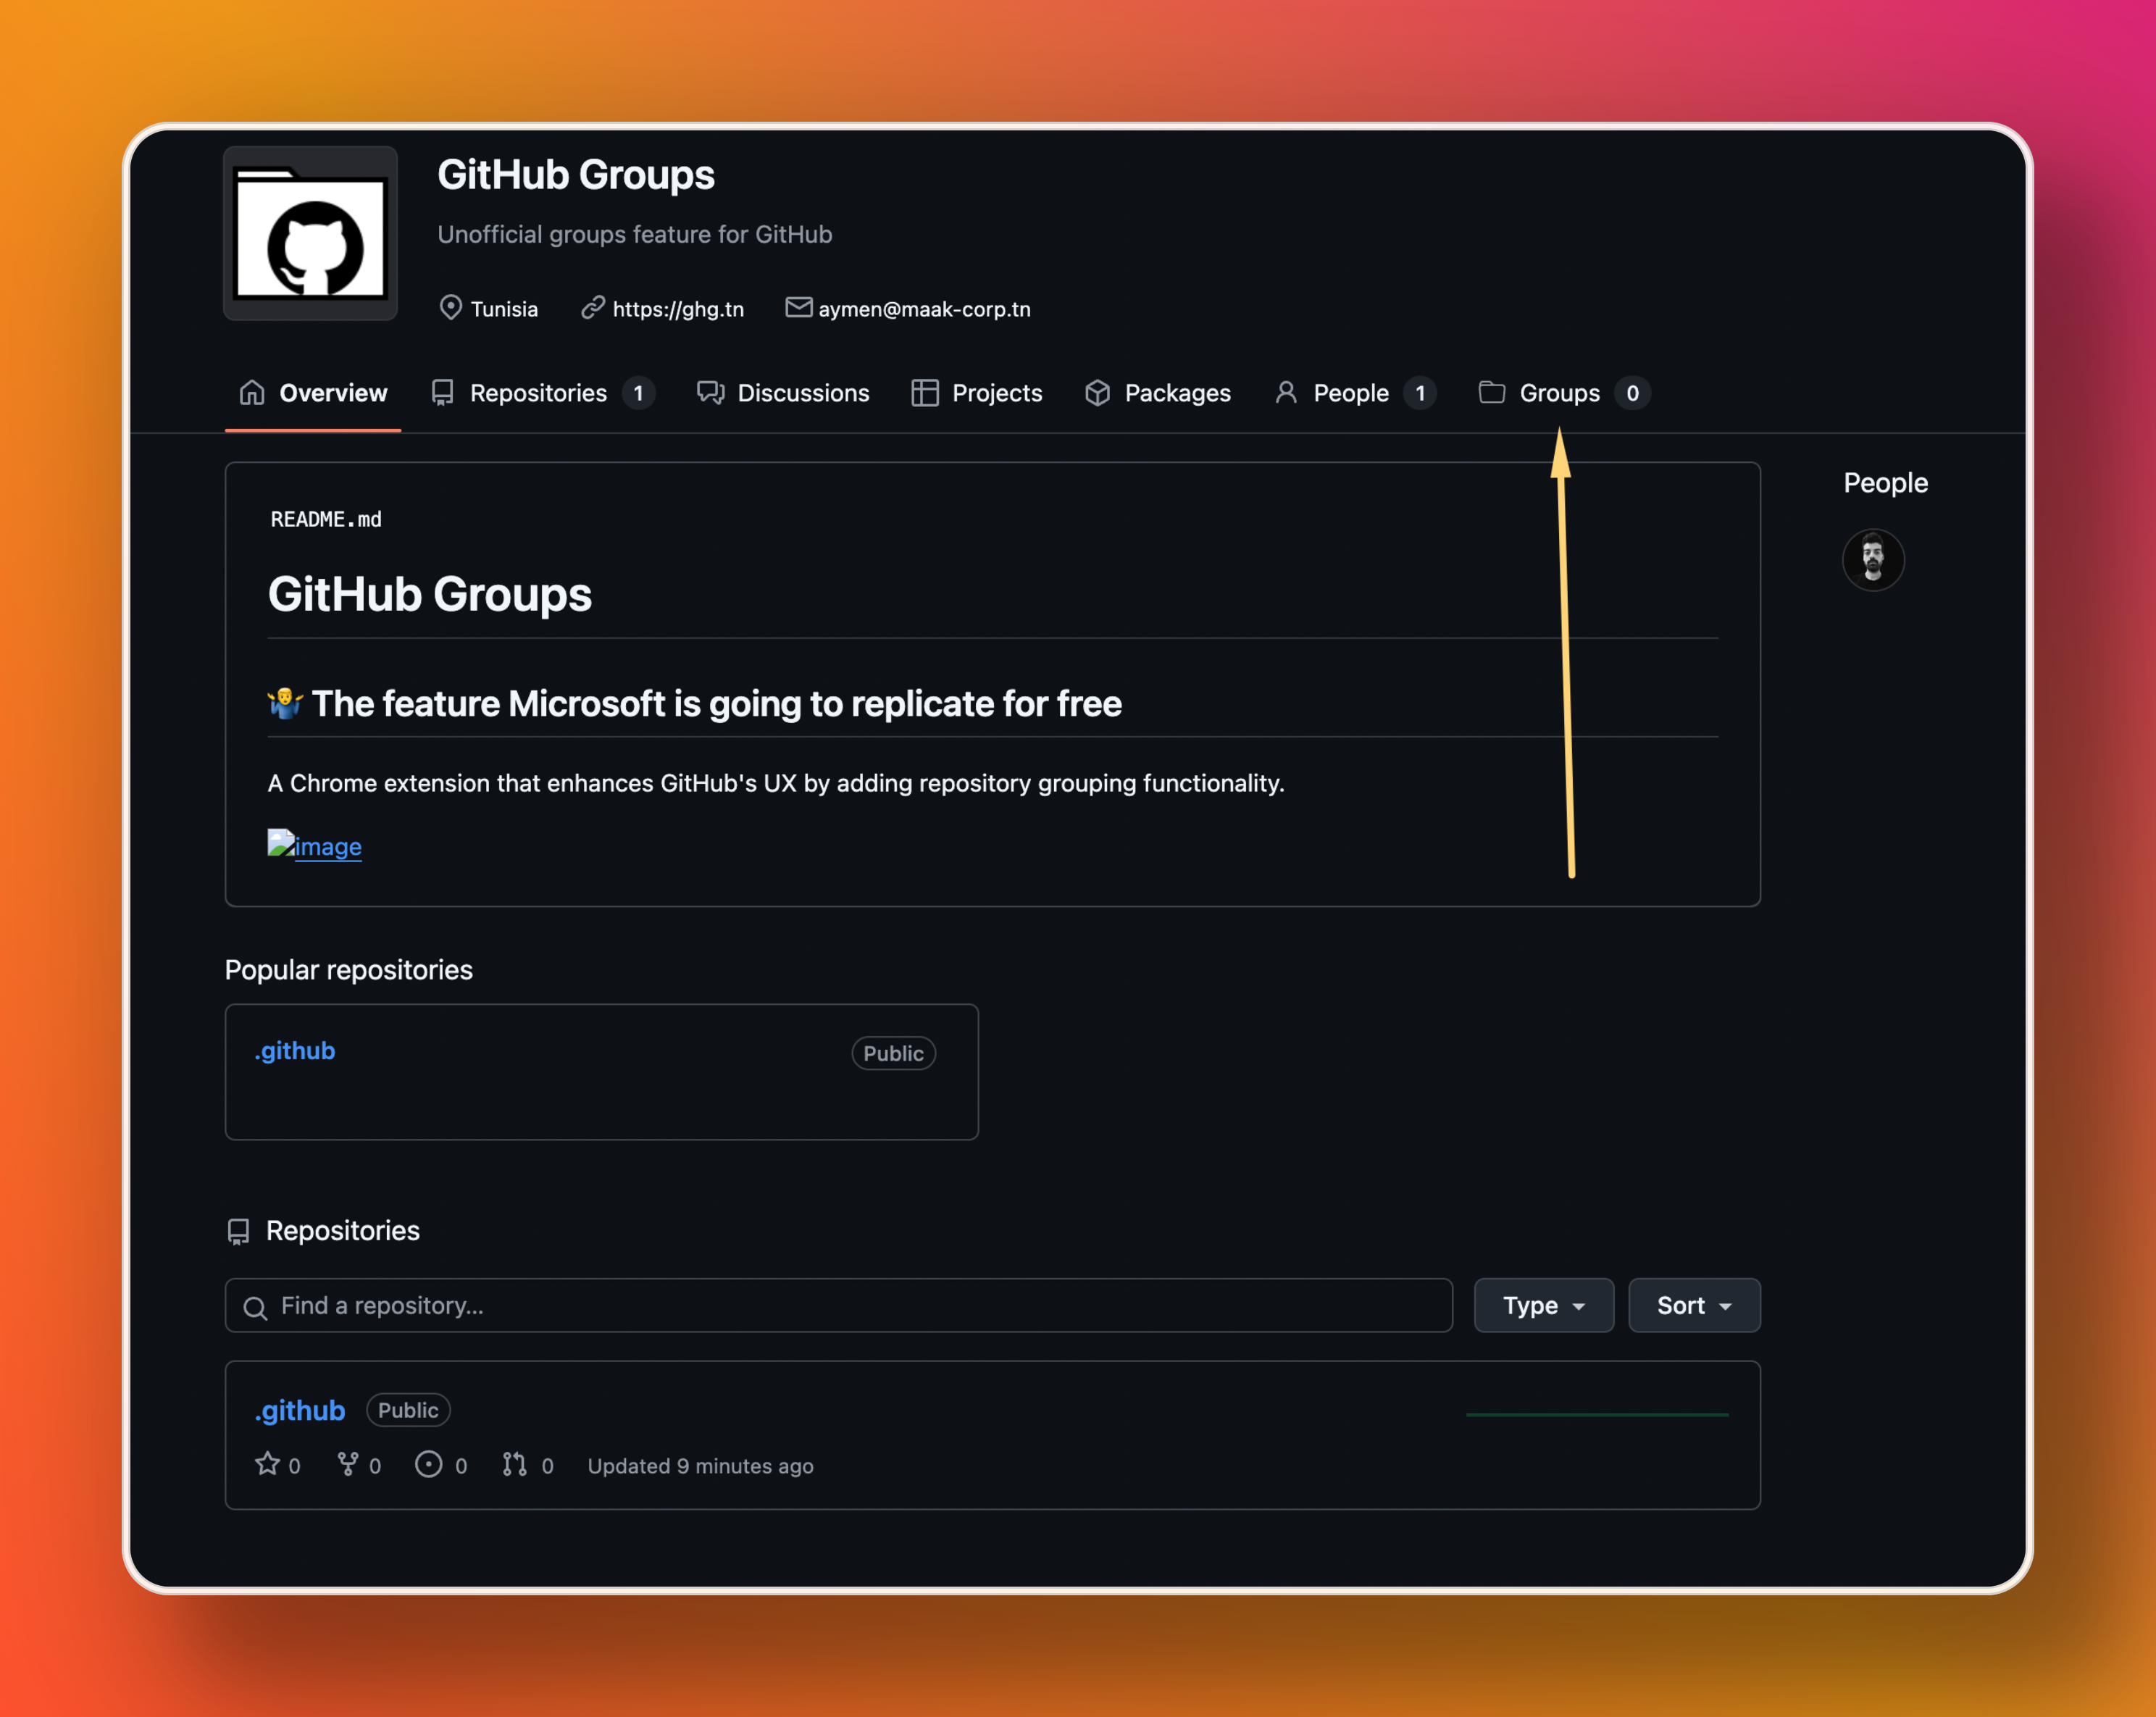 GitHub Groups
Unofficial groups feature for GitHub
Tunisia https://ghg.tn aymen@maak-corp.tn
Overview Repositories 1 Discussions Projects Packages People 1 Groups 0
People
README.md
GitHub Groups
🤷‍♂️ The feature Microsoft is going to replicate for free
A Chrome extension that enhances GitHub's UX by adding repository grouping functionality.
image
Popular repositories
.github Public
Repositories
Find a repository... Type Sort
.github Public
0 0 0 0 Updated 9 minutes ago